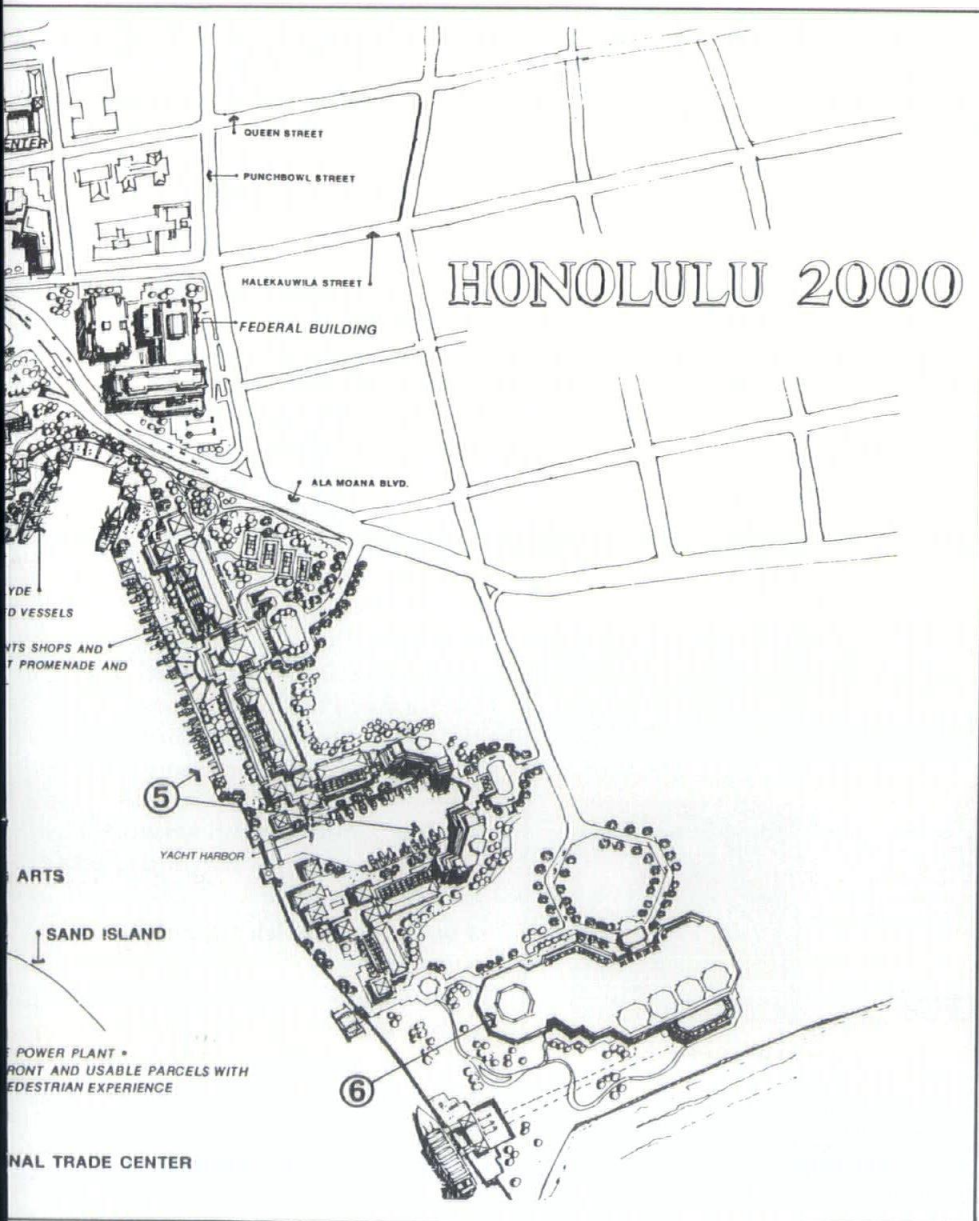 QUEEN STREET
ENTER
PUNCHBOWL STREET
HONOLULU 2000
HALEKAUWILA STREET
FEDERAL BUILDING
ALA MOANA BLVD.
YDE
ED VESSELS
NTS SHOPS AND
T PROMENADE AND
5
YACHT HARBOR
ARTS
SAND ISLAND
E POWER PLANT
RONT AND USABLE PARCELS WITH
EDESTRIAN EXPERIENCE
6
NAL TRADE CENTER